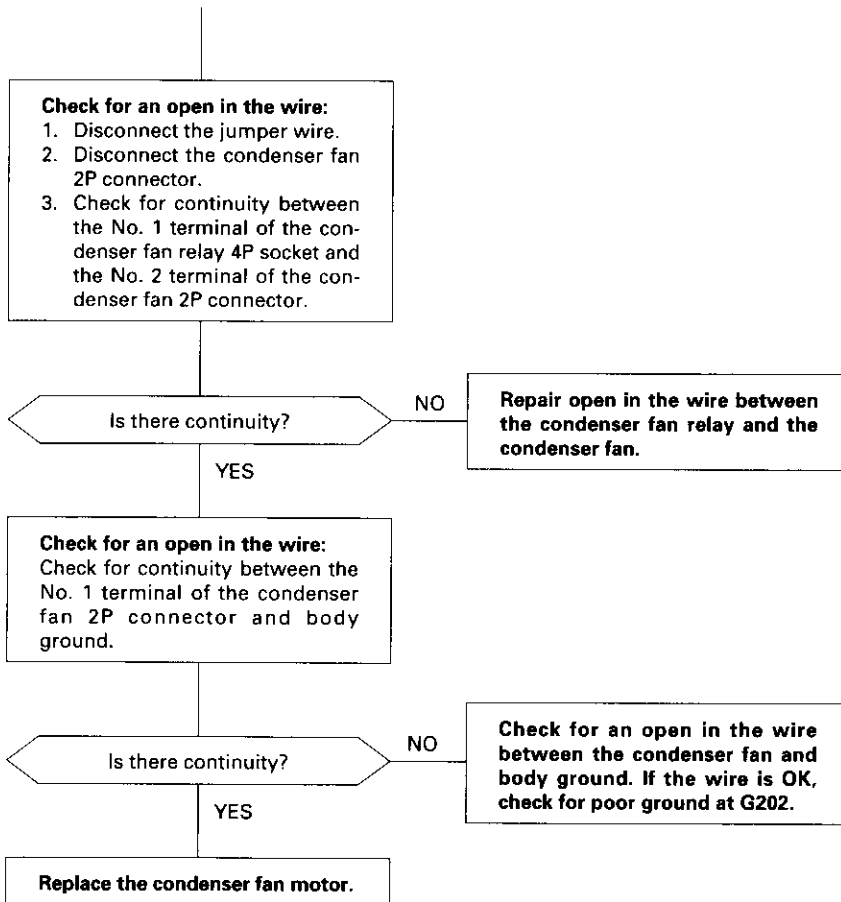 Check for an open in the wire:
1. Disconnect the jumper wire.
2. Disconnect the condenser fan
2P connector.
3. Check for continuity between
the No. 1 terminal of the con-
denser fan relay 4P socket and
the No. 2 terminal of the con-
denser fan 2P connector.
Is there continuity?
NO
Repair open in the wire between
the condenser fan relay and the
condenser fan.
YES
Check for an open in the wire:
Check for continuity between the
No. 1 terminal of the condenser
fan 2P connector and body
ground.
Is there continuity?
NO
Check for an open in the wire
between the condenser fan and
body ground. If the wire is OK,
check for poor ground at G202.
YES
Replace the condenser fan motor.